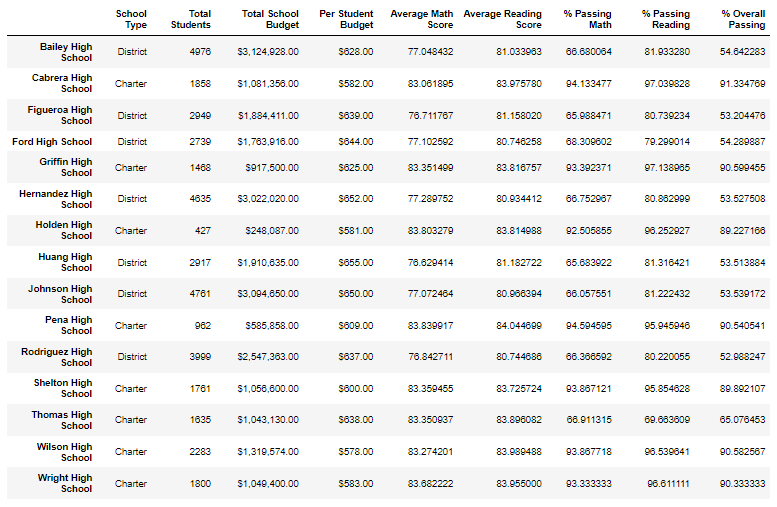 School Type Total Students Total School Budget Per Student Budget Average Math Score Average Reading Score % Passing Math % Passing Reading % Overall Passing
Bailey High School District 4976 $3,124,928.00 $628.00 77.048432 81.033963 66.680064 81.933280 54.642283
Cabrera High School Charter 1858 $1,081,356.00 $582.00 83.061895 83.975780 94.133477 97.039828 91.334769
Figueroa High School District 2949 $1,884,411.00 $639.00 76.711767 81.158020 65.988471 80.739234 53.204476
Ford High School District 2739 $1,763,916.00 $644.00 77.102592 80.746258 68.309602 79.299014 54.289887
Griffin High School Charter 1468 $917,500.00 $625.00 83.351499 83.816757 93.392371 97.138965 90.599455
Hernandez High School District 4635 $3,022,020.00 $652.00 77.289752 80.934412 66.752967 80.862999 53.527508
Holden High School Charter 427 $248,087.00 $581.00 83.803279 83.814988 92.505855 96.252927 89.227166
Huang High School District 2917 $1,910,635.00 $655.00 76.629414 81.182722 65.683922 81.316421 53.513884
Johnson High School District 4761 $3,094,650.00 $650.00 77.072464 80.966394 66.057551 81.222432 53.539172
Pena High School Charter 962 $585,858.00 $609.00 83.839917 84.044699 94.594595 95.945946 90.540541
Rodriguez High School District 3999 $2,547,363.00 $637.00 76.842711 80.744686 66.366592 80.220055 52.988247
Shelton High School Charter 1761 $1,056,600.00 $600.00 83.359455 83.725724 93.867121 95.854628 89.892107
Thomas High School Charter 1635 $1,043,130.00 $638.00 83.350937 83.896082 66.911315 69.663609 65.076453
Wilson High School Charter 2283 $1,319,574.00 $578.00 83.274201 83.989488 93.867718 96.539641 90.582567
Wright High School Charter 1800 $1,049,400.00 $583.00 83.682222 83.955000 93.333333 96.611111 90.333333